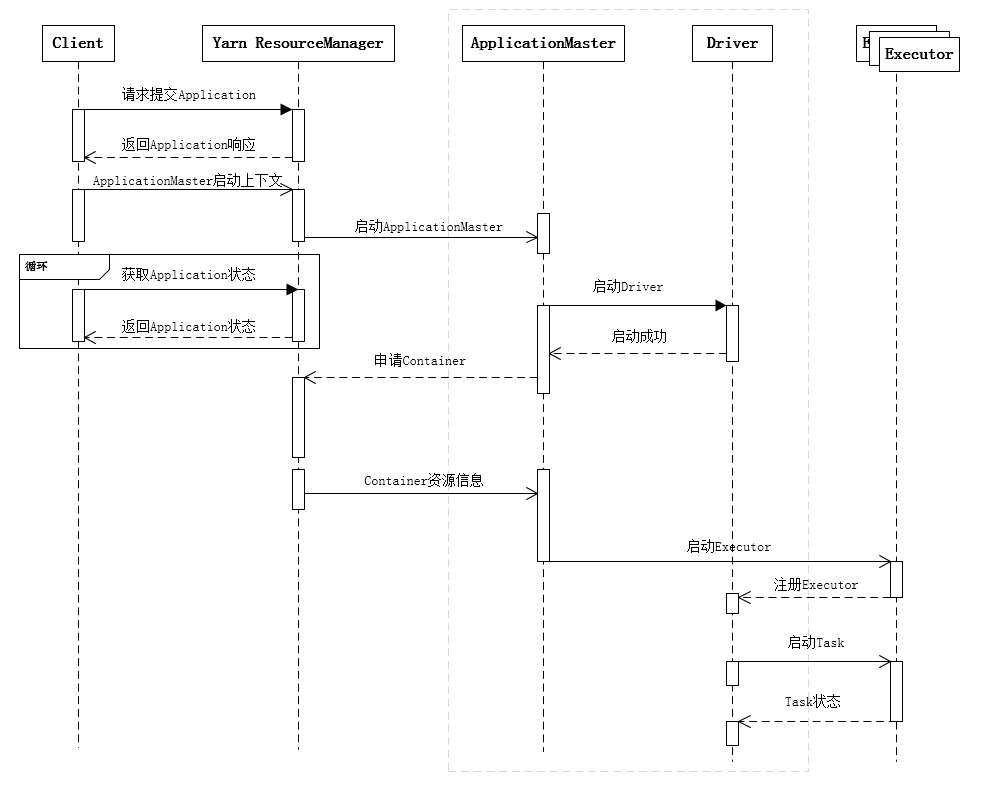 Client
Yarn ResourceManager
ApplicationMaster
Driver
E
Executor
请求提交Application
返回Application响应
ApplicationMaster启动上下文
启动ApplicationMaster
循环
获取Application状态
启动Driver
返回Application状态
启动成功
申请Container
Container资源信息
启动Executor
注册Executor
启动Task
Task状态